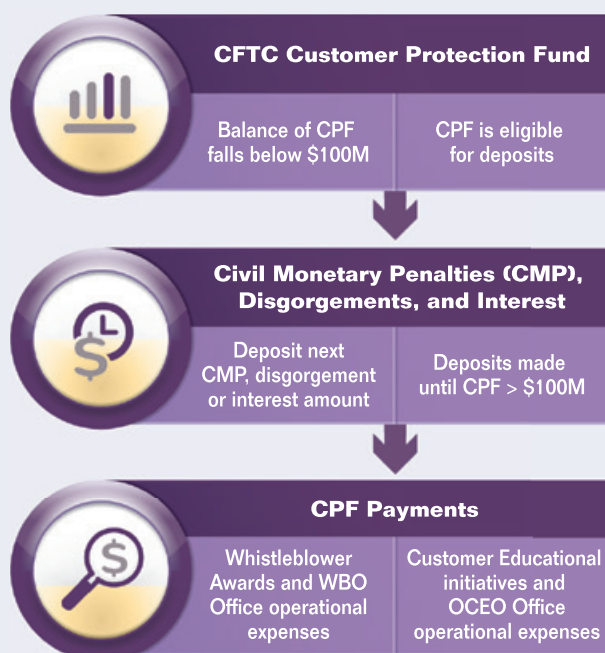 CFTC Customer Protection Fund
Balance of CPF
falls below $100M
CPF is eligible
for deposits
Civil Monetary Penalties (CMP),
Disgorgements, and Interest
$
Deposit next
CMP, disgorgement
or interest amount
Deposits made
until CPF > $100M
CPF Payments
$
Whistleblower
Awards and WBO
Office operational
expenses
Customer Educational
initiatives and
OCEO Office
operational expenses